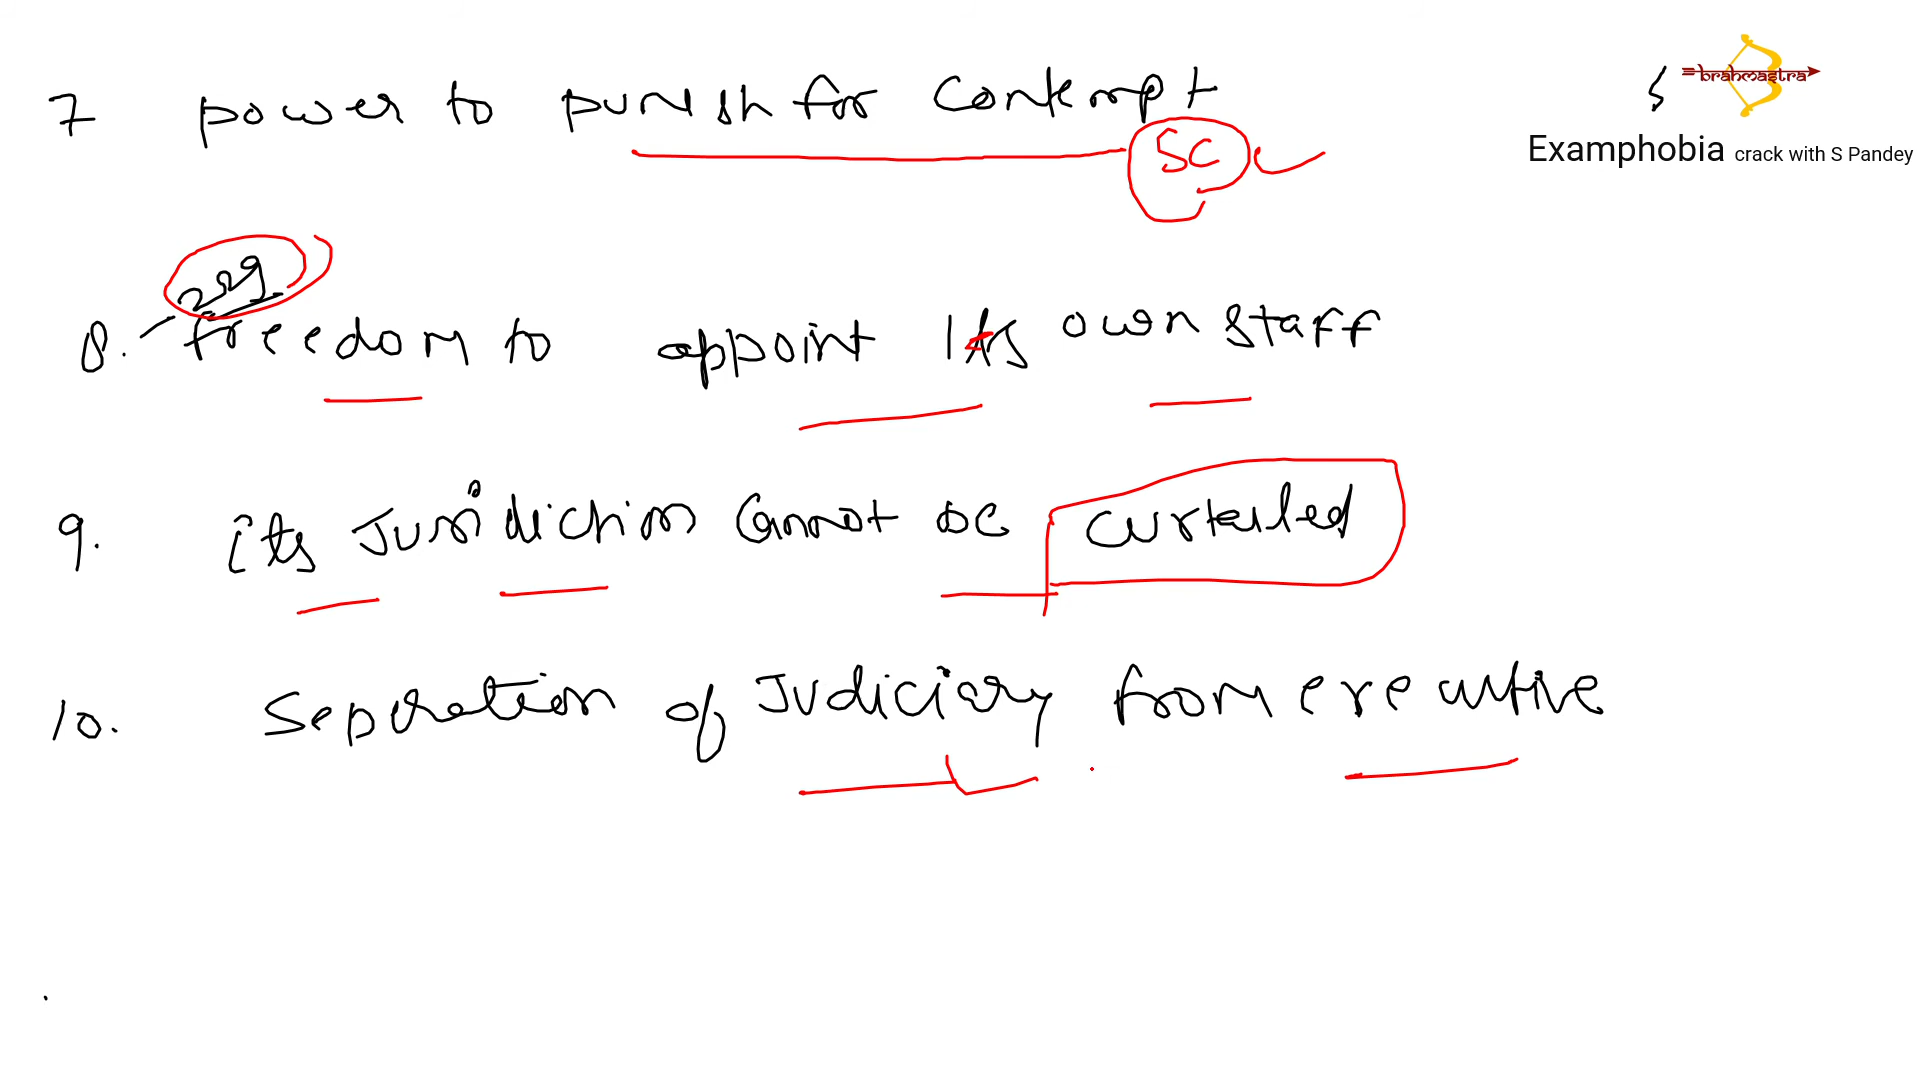 brahmastra
Examphobia crack with S Pandey
7 power to punish for contempt
SC
229
8. freedom to appoint Its own staff
9. its Jurisdiction cannot be curtailed
10. Seperation of Judiciary from executive